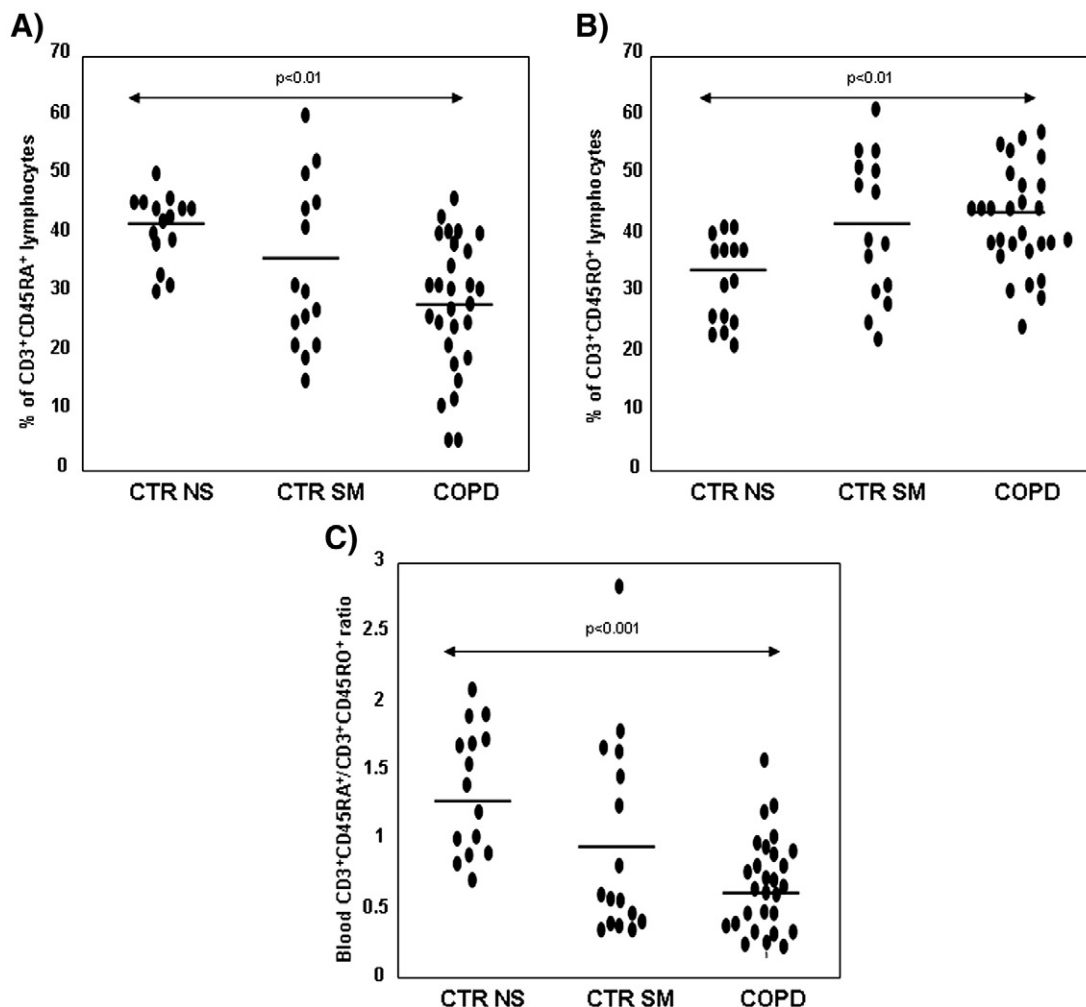 A)
70
60
50
40
30
20
10
0
% of CD3⁺CD45RA⁺ lymphocytes
p<0.01
CTR NS CTR SM COPD
B)
70
60
50
40
30
20
10
0
% of CD3⁺CD45RO⁺ lymphocytes
p<0.01
CTR NS CTR SM COPD
C)
3
2.5
2
1.5
1
0.5
0
Blood CD3⁺CD45RA⁺/CD3⁺CD45RO⁺ ratio
p<0.001
CTR NS CTR SM COPD